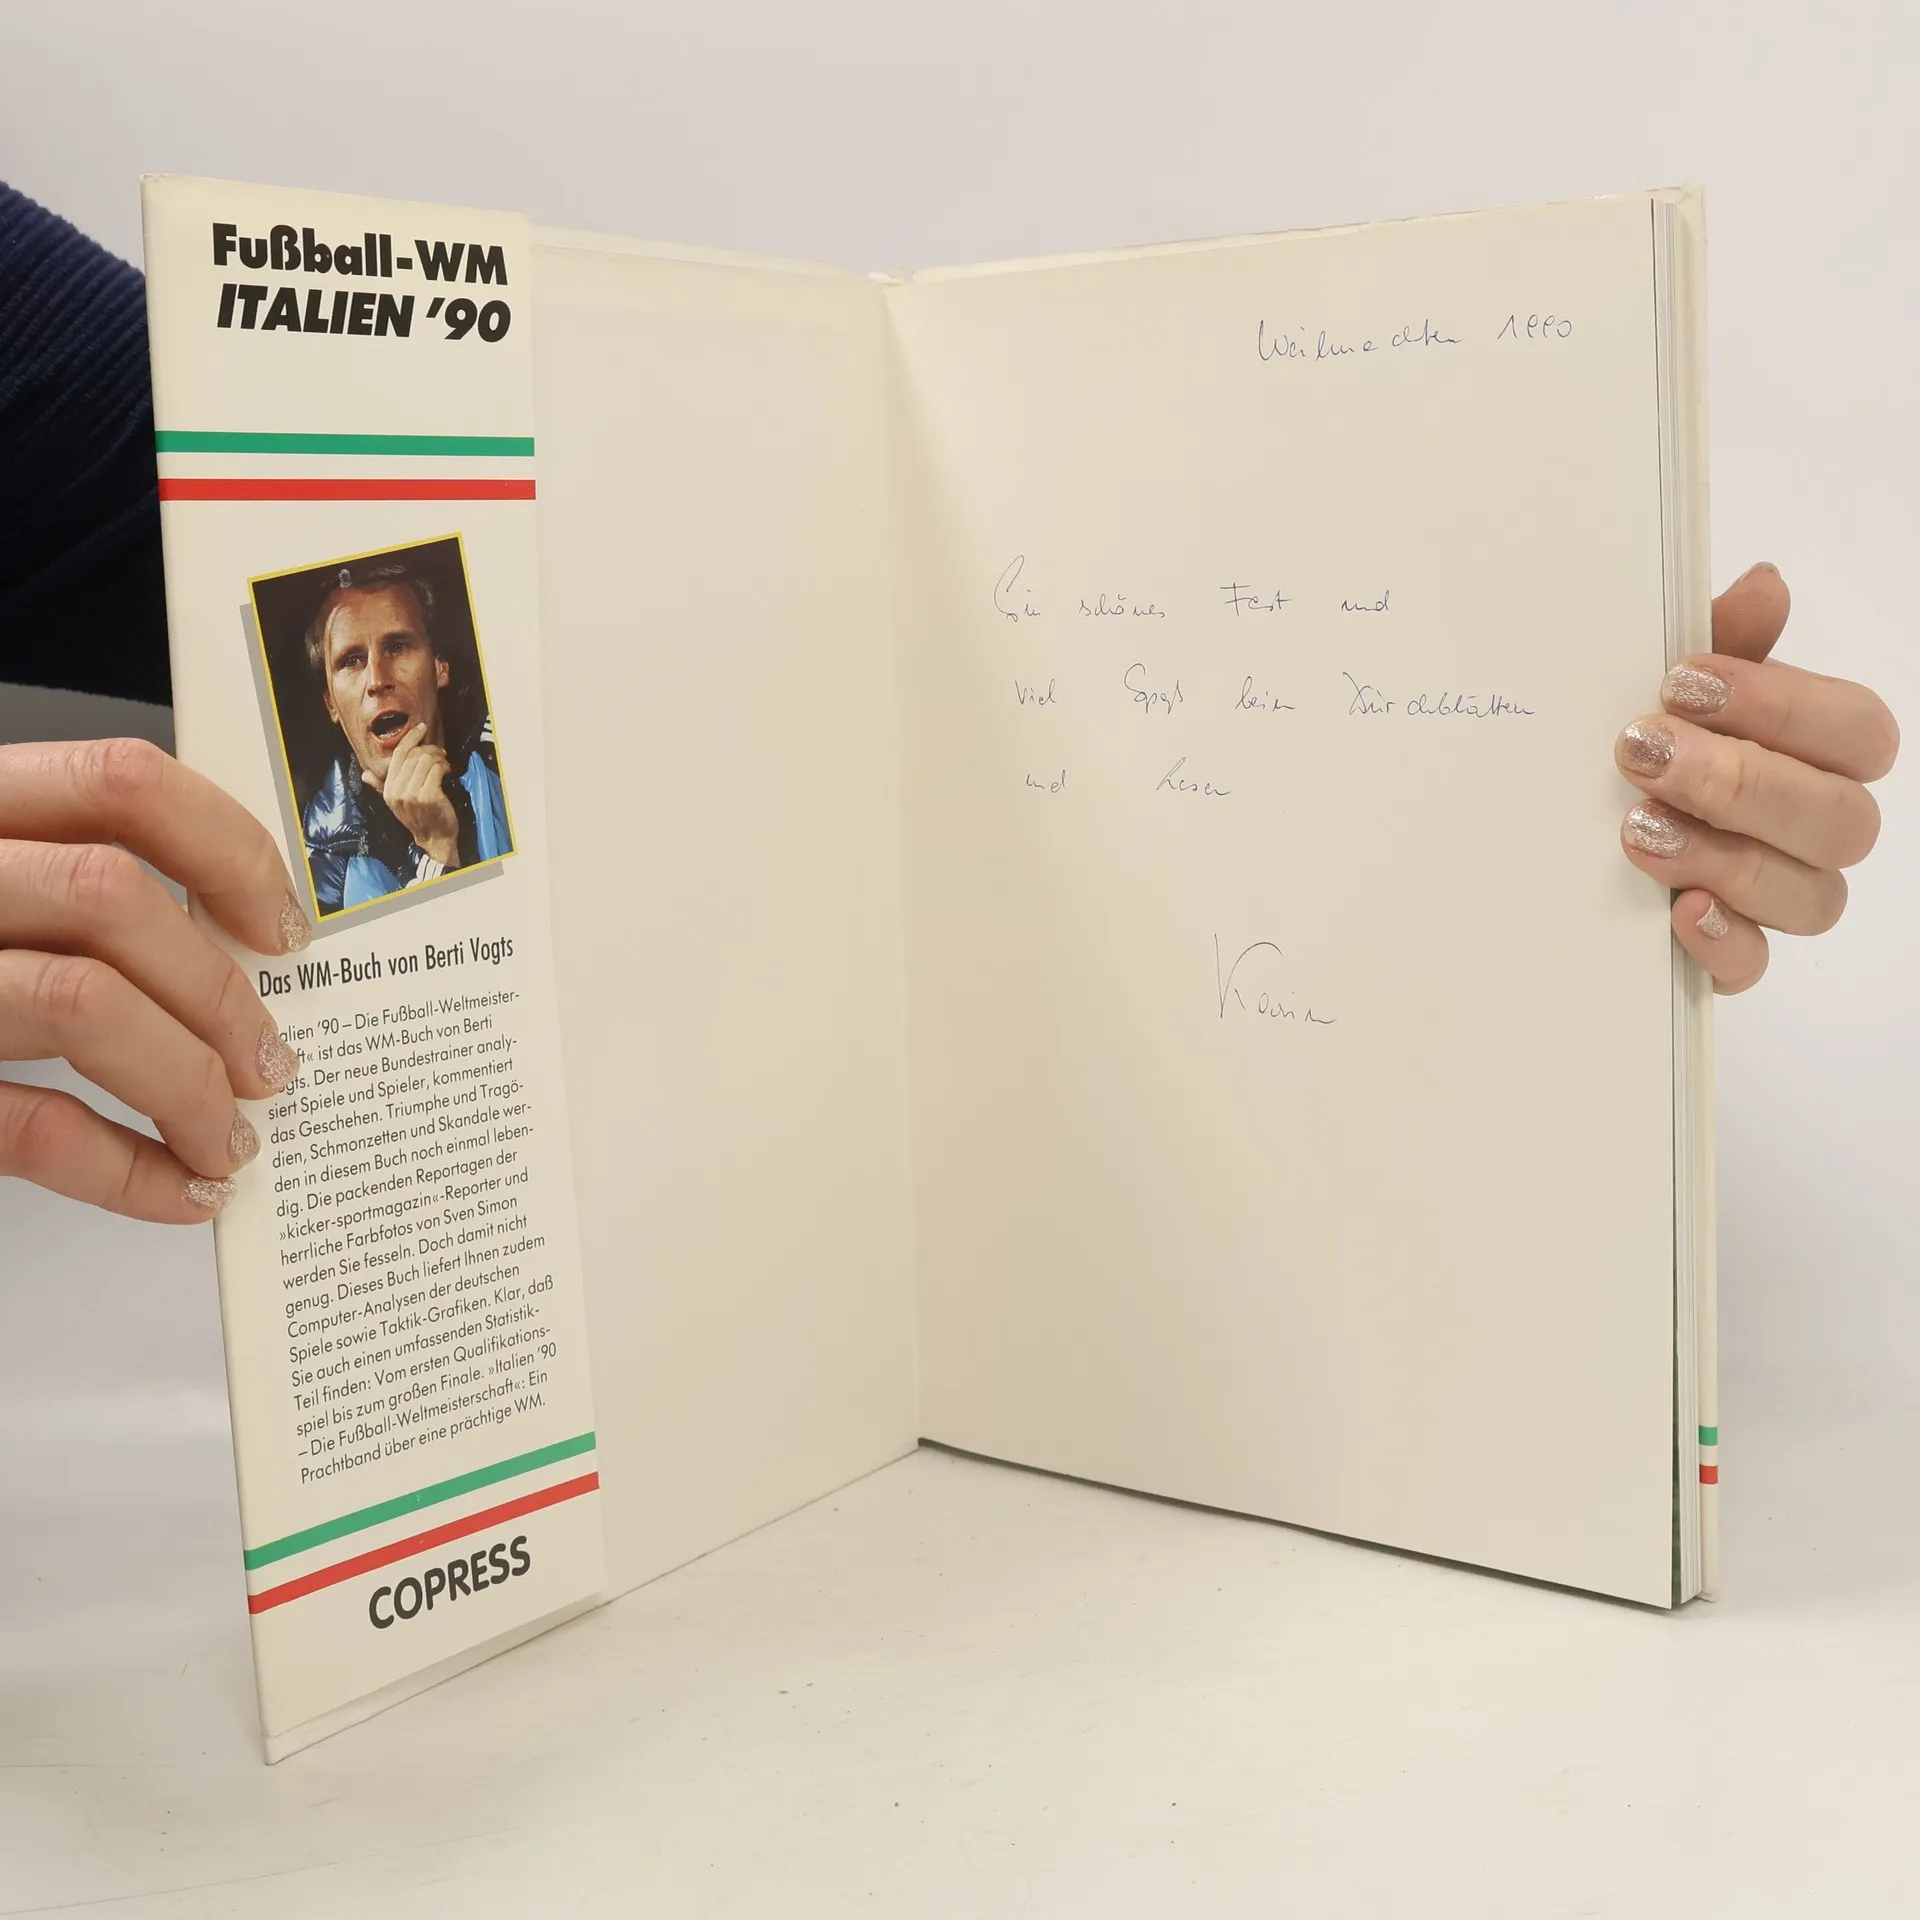 Fußball-WM
ITALIEN '90
Das WM-Buch von Berti Vogts
alien '90 – Die Fußball-Weltmeister-
ft« ist das WM-Buch von Berti
ogts. Der neue Bundestrainer analy-
siert Spiele und Spieler, kommentiert
das Geschehen. Triumphe und Tragö-
dien, Schmonzetten und Skandale wer-
den in diesem Buch noch einmal leben-
dig. Die packenden Reportagen der
»kicker-sportmagazin«-Reporter und
herrliche Farbfotos von Sven Simon
werden Sie fesseln. Doch damit nicht
genug. Dieses Buch liefert Ihnen zudem
Computer-Analysen der deutschen
Spiele sowie Taktik-Grafiken. Klar, daß
Sie auch einen umfassenden Statistik-
Teil finden: Vom ersten Qualifikations-
spiel bis zum großen Finale. »Italien '90
– Die Fußball-Weltmeisterschaft«: Ein
Prachtband über eine prächtige WM.
COPRESS
Weihnachten 1990
Ein schönes Fest und
viel Spaß beim Durchblättern
und Lesen
Karin